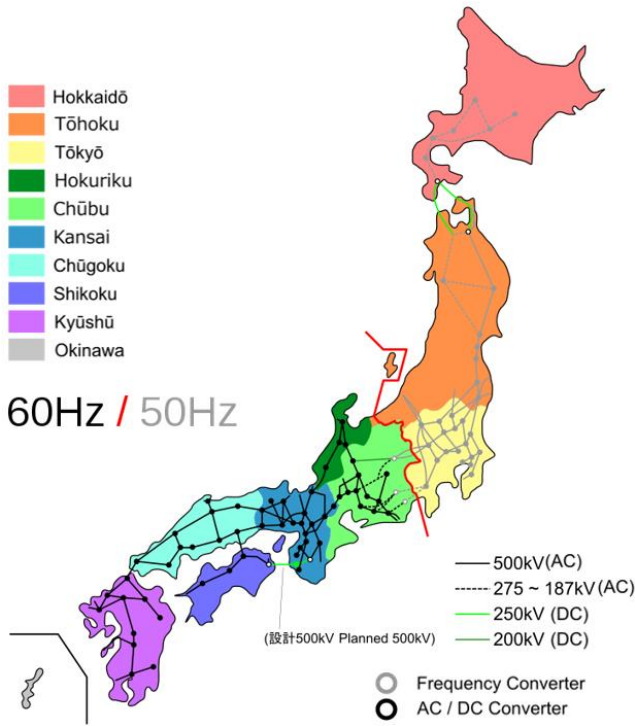 Hokkaidō
Tōhoku
Tōkyō
Hokuriku
Chūbu
Kansai
Chūgoku
Shikoku
Kyūshū
Okinawa
60Hz / 50Hz
500kV(AC)
275 ~ 187kV(AC)
250kV (DC)
200kV (DC)
(設計500kV Planned 500kV)
Frequency Converter
AC / DC Converter